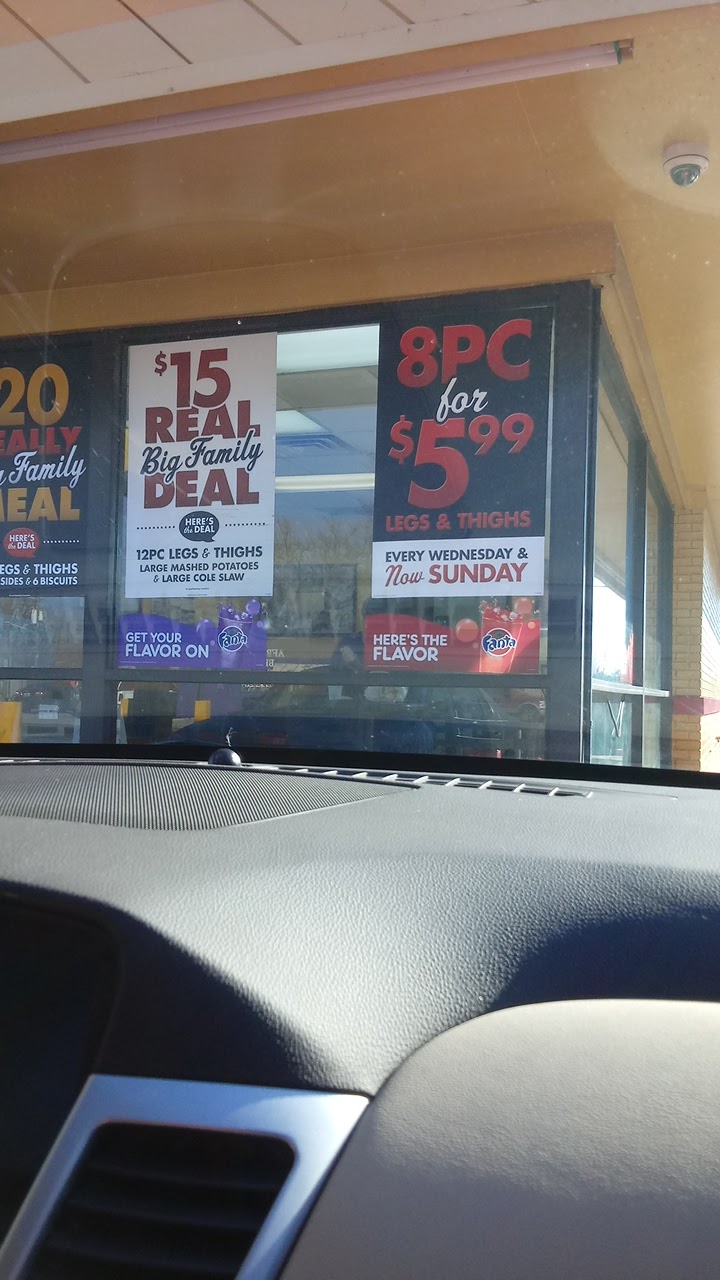 20
EALLY
Family
EAL
HERE'S
the DEAL
EGS & THIGHS
SIDES & 6 BISCUITS
$15
REAL
Big Family
DEAL
HERE'S
the DEAL
12PC LEGS & THIGHS
LARGE MASHED POTATOES
& LARGE COLE SLAW
GET YOUR
FLAVOR ON
Fanta
8PC
for
$5.99
LEGS & THIGHS
EVERY WEDNESDAY &
Now SUNDAY
HERE'S THE
FLAVOR
Fanta